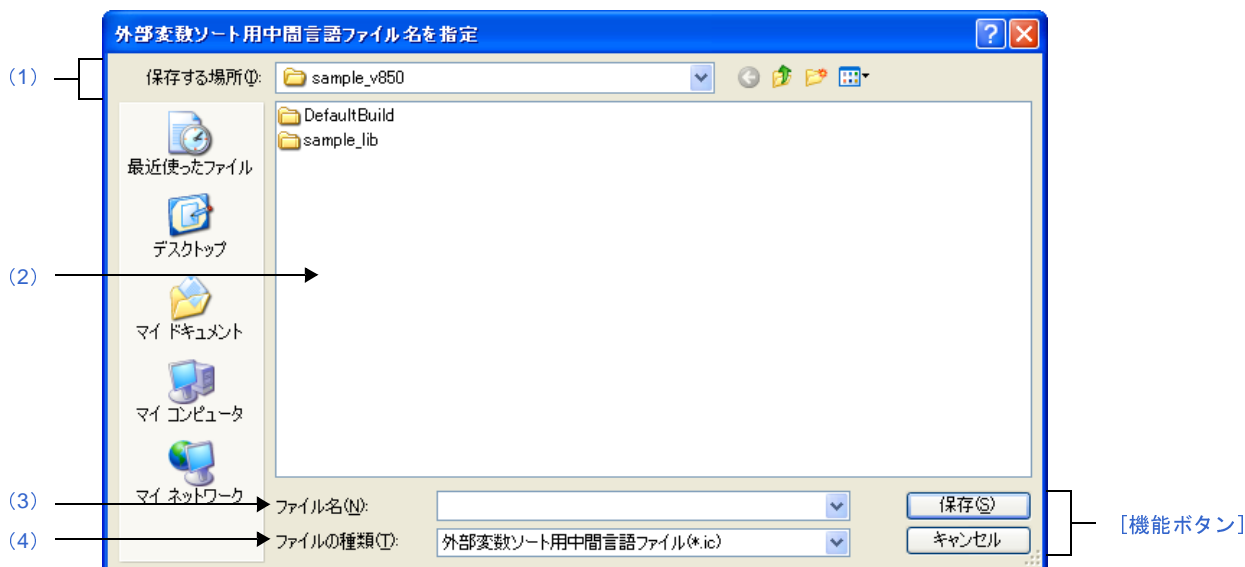 外部変数ソート用中間言語ファイル名を指定
(1)
保存する場所(I):
sample_v850
DefaultBuild
sample_lib
最近使ったファイル
デスクトップ
(2)
マイ ドキュメント
マイ コンピュータ
マイ ネットワーク
(3)
ファイル名(N):
保存(S)
(4)
ファイルの種類(T):
外部変数ソート用中間言語ファイル(*.ic)
キャンセル
[機能ボタン]